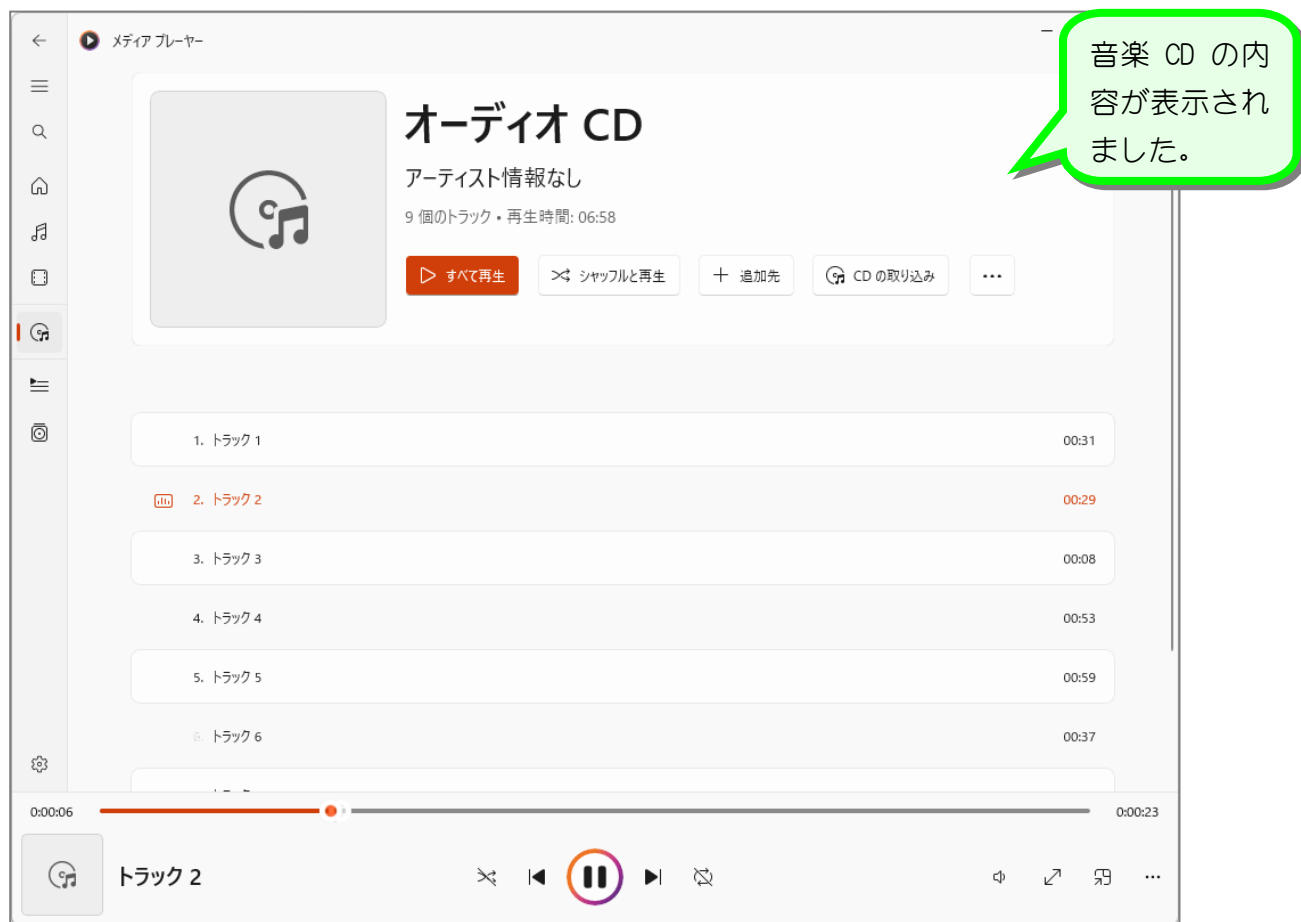 メディア プレーヤー
音楽 CD の内
容が表示され
ました。
オーディオ CD
アーティスト情報なし
9 個のトラック • 再生時間: 06:58
すべて再生 シャッフルと再生 追加先 CD の取り込み
1. トラック 1 00:31
2. トラック 2 00:29
3. トラック 3 00:08
4. トラック 4 00:53
5. トラック 5 00:59
トラック 6 00:37
0:00:06 0:00:23
トラック 2